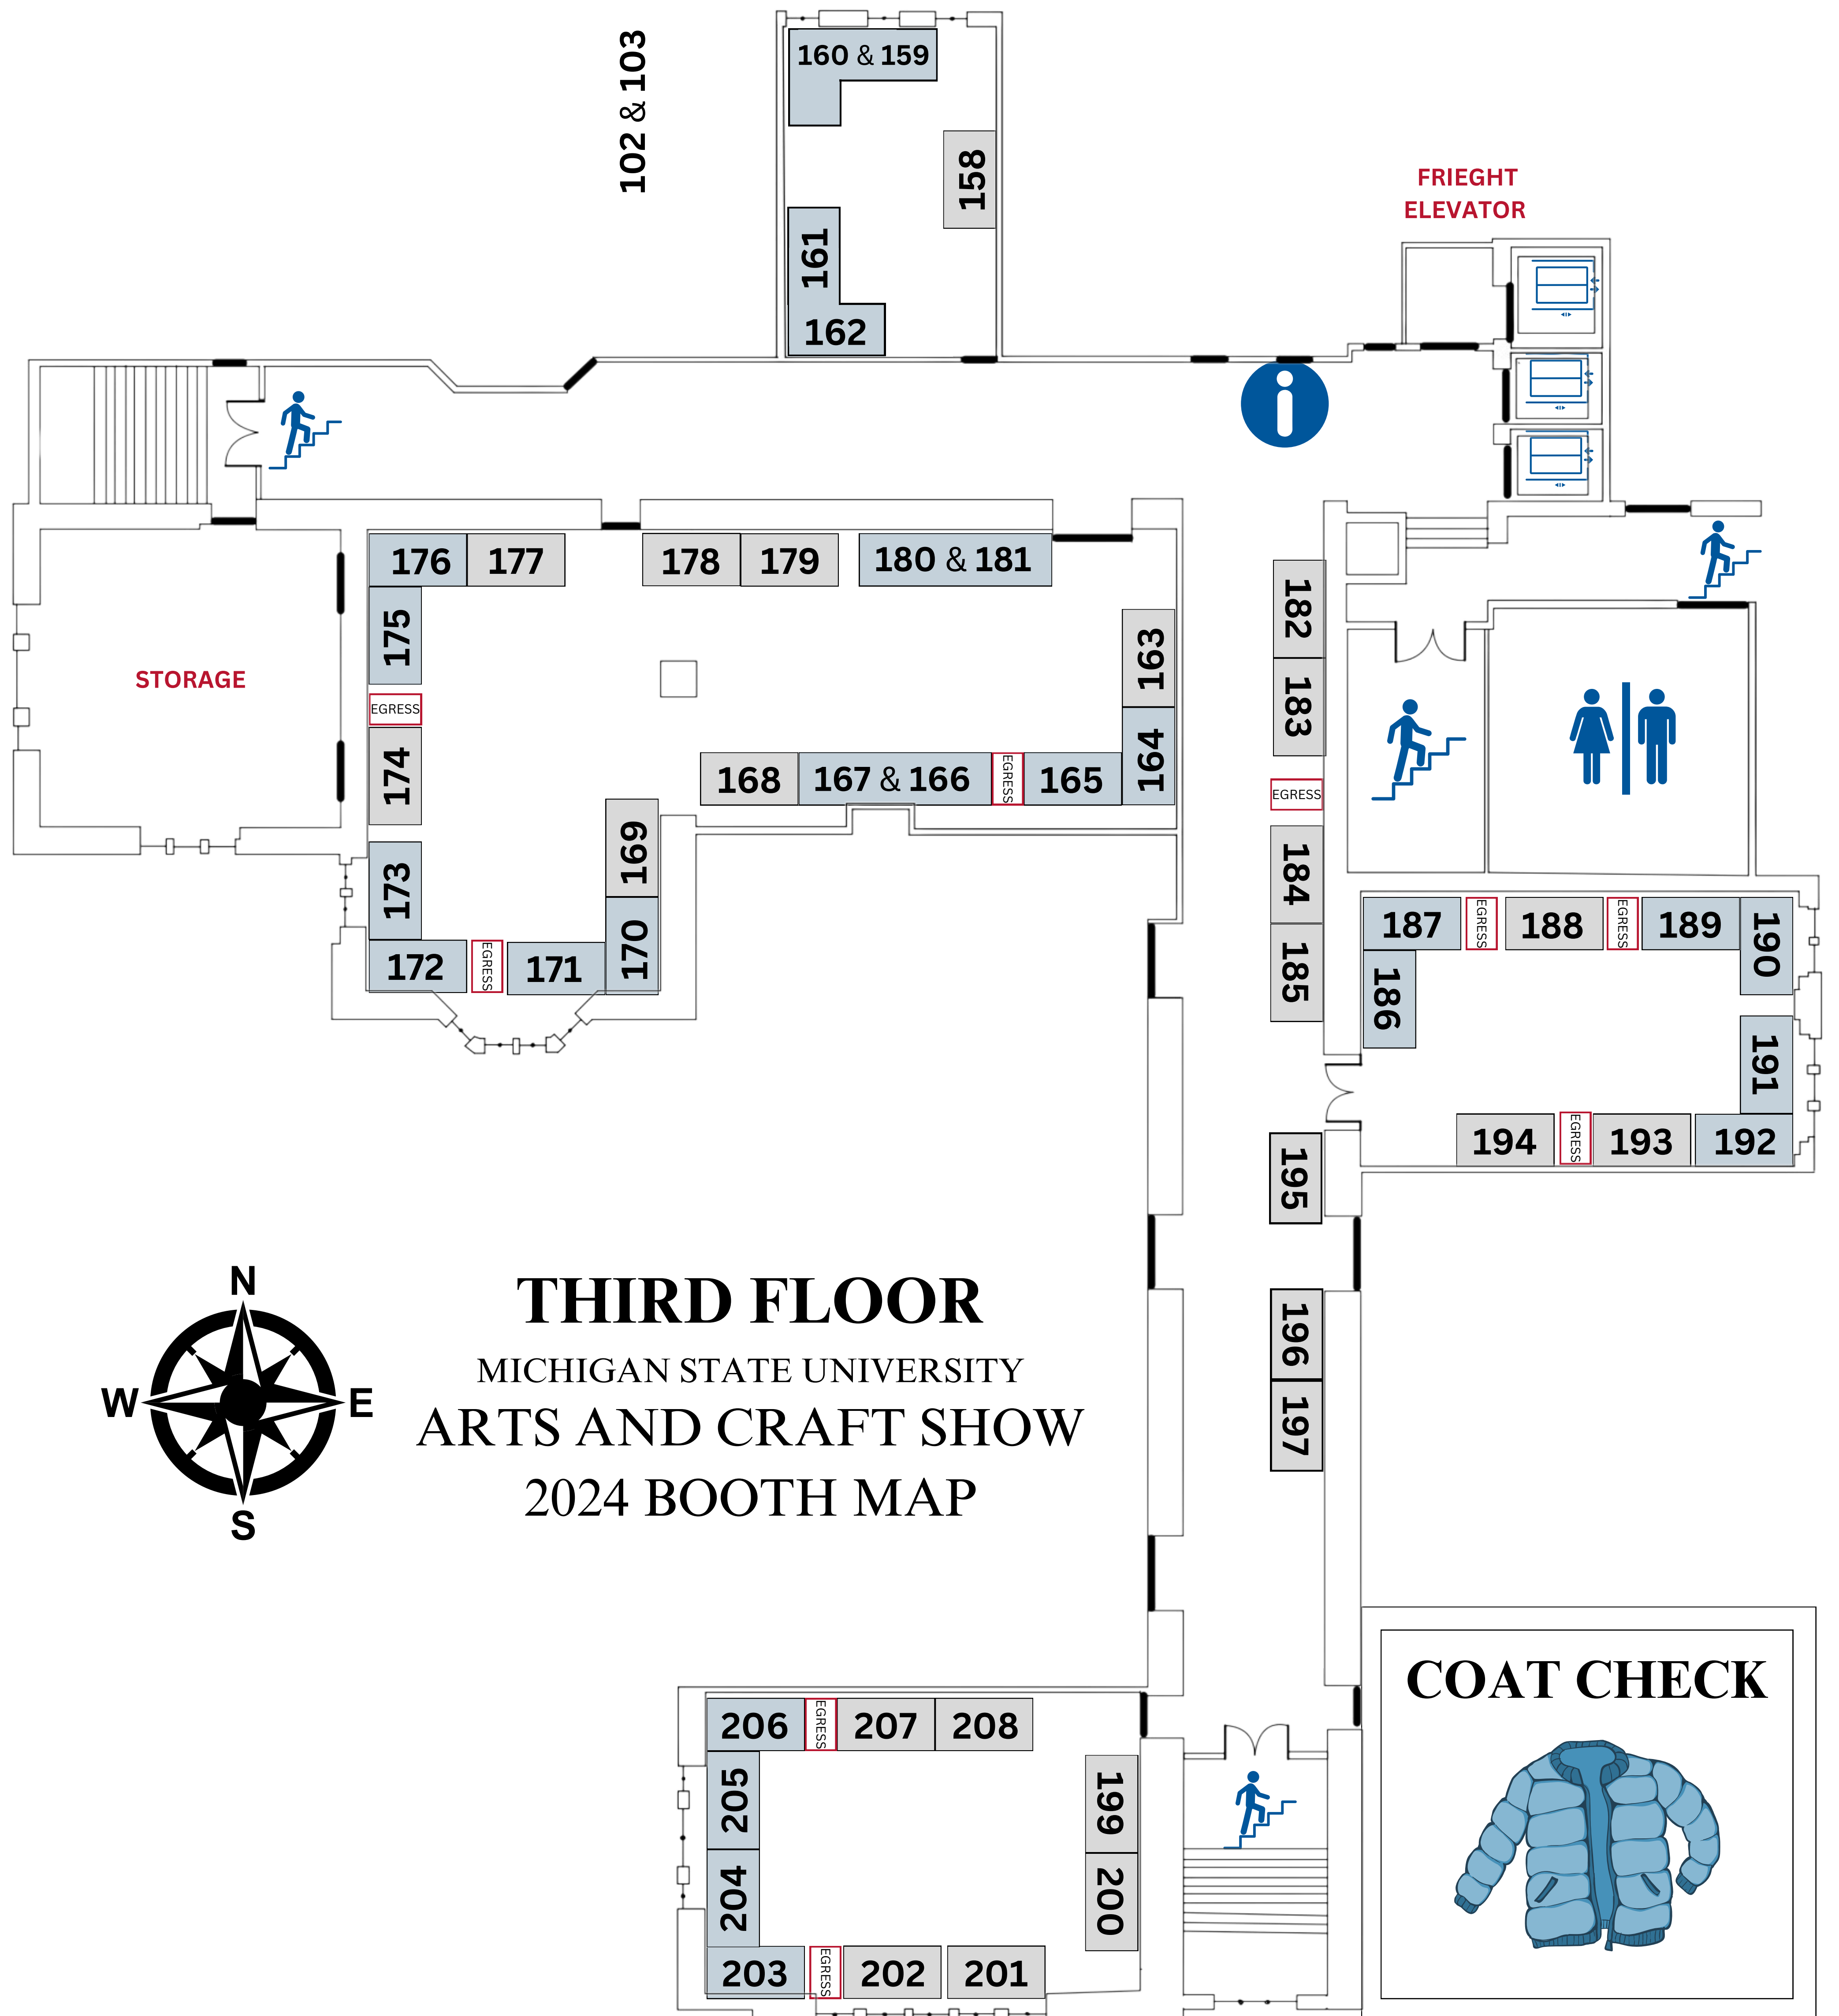 102 & 103
160 & 159
158
161
162
FRIEGHT
ELEVATOR
176
177
178
179
180 & 181
175
STORAGE
EGRESS
174
173
172
EGRESS
171
170
169
168
167 & 166
EGRESS
165
164
163
182
183
EGRESS
184
185
187
EGRESS
188
EGRESS
189
190
186
191
194
EGRESS
193
192
195
196
197
N
W
E
S
THIRD FLOOR
MICHIGAN STATE UNIVERSITY
ARTS AND CRAFT SHOW
2024 BOOTH MAP
COAT CHECK
206
EGRESS
207
208
205
204
199
200
203
EGRESS
202
201